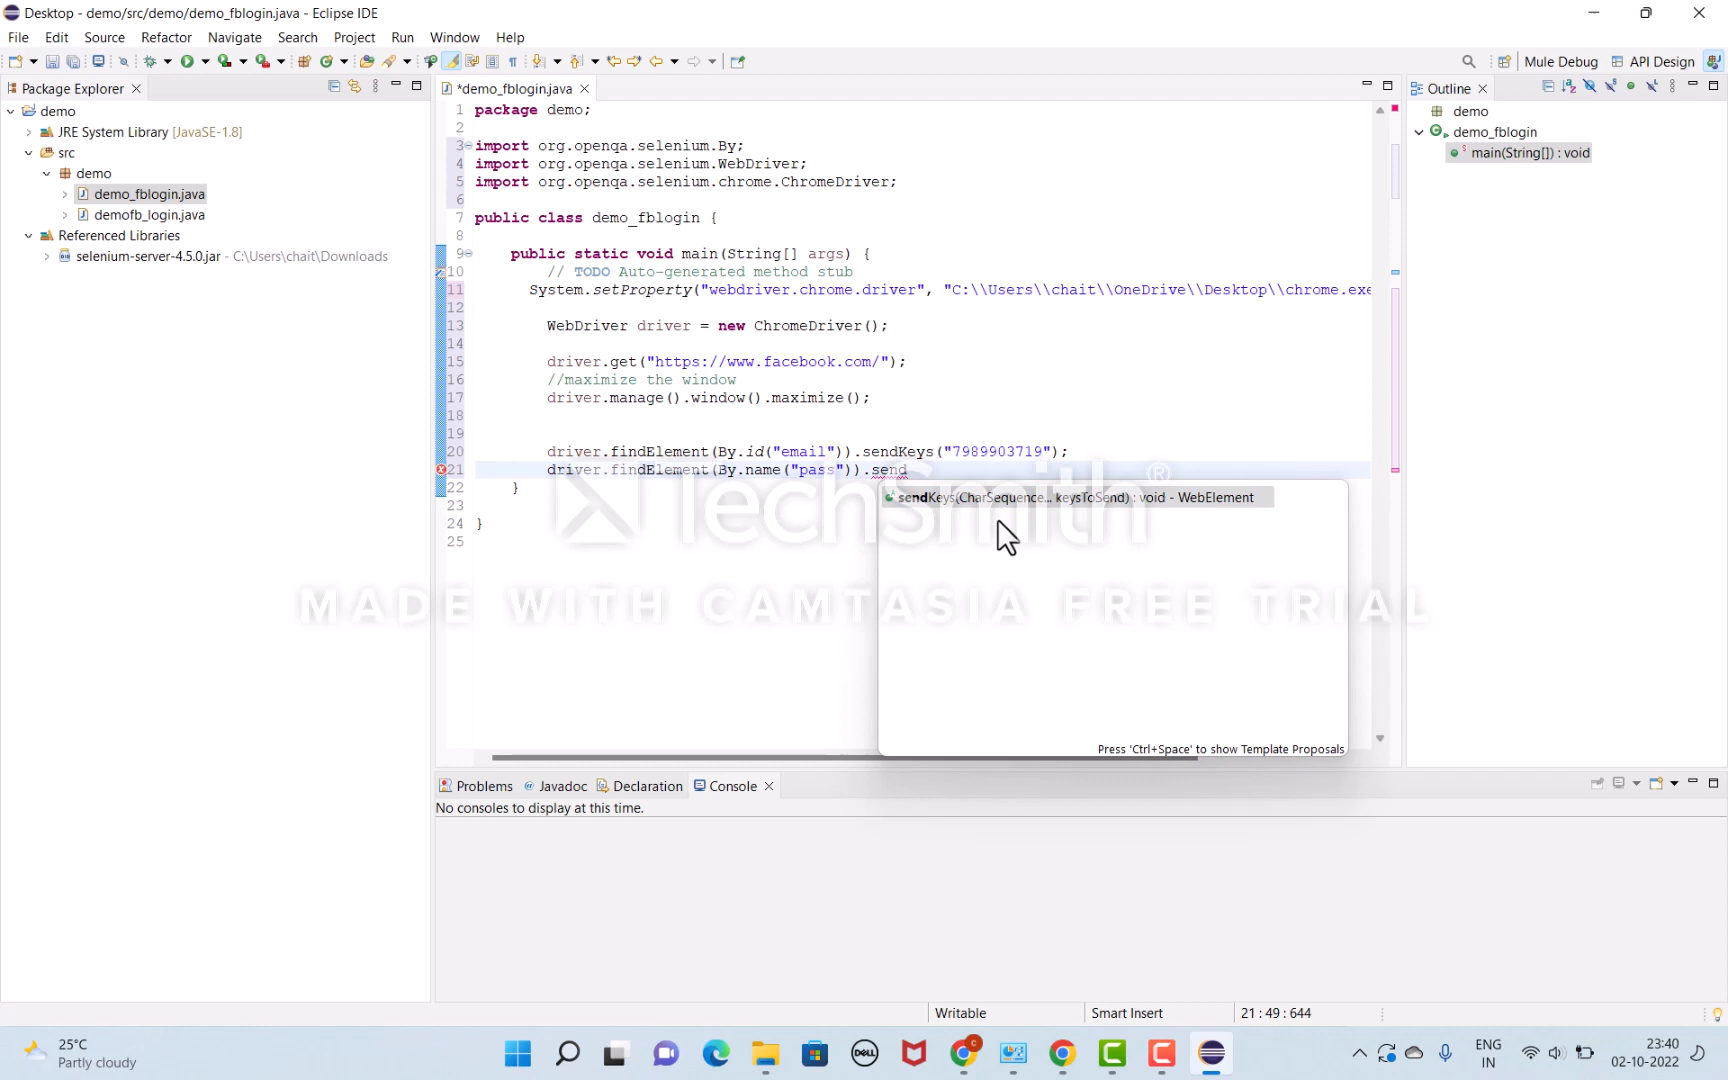 Desktop - demo/src/demo/demo_fblogin.java - Eclipse IDE
File Edit Source Refactor Navigate Search Project Run Window Help
Mule Debug API Design
Package Explorer
*demo_fblogin.java
Outline
demo
JRE System Library [JavaSE-1.8]
src
demo
demo_fblogin.java
demofb_login.java
Referenced Libraries
selenium-server-4.5.0.jar - C:\Users\chait\Downloads
1 package demo;
2
3 import org.openqa.selenium.By;
4 import org.openqa.selenium.WebDriver;
5 import org.openqa.selenium.chrome.ChromeDriver;
6
7 public class demo_fblogin {
8
9 public static void main(String[] args) {
10 // TODO Auto-generated method stub
11 System.setProperty("webdriver.chrome.driver", "C:\\Users\\chait\\OneDrive\\Desktop\\chrome.exe
12
13 WebDriver driver = new ChromeDriver();
14
15 driver.get("https://www.facebook.com/");
16 //maximize the window
17 driver.manage().window().maximize();
18
19
20 driver.findElement(By.id("email")).sendKeys("7989903719");
21 driver.findElement(By.name("pass")).send
22 }
23
24 }
25
sendKeys(CharSequence... keysToSend) : void - WebElement
Press 'Ctrl+Space' to show Template Proposals
TechSmith®
MADE WITH CAMTASIA FREE TRIAL
demo
demo_fblogin
main(String[]) : void
Problems Javadoc Declaration Console
No consoles to display at this time.
Writable Smart Insert 21 : 49 : 644
25°C
Partly cloudy
DELL
C
ENG
IN
23:40
02-10-2022